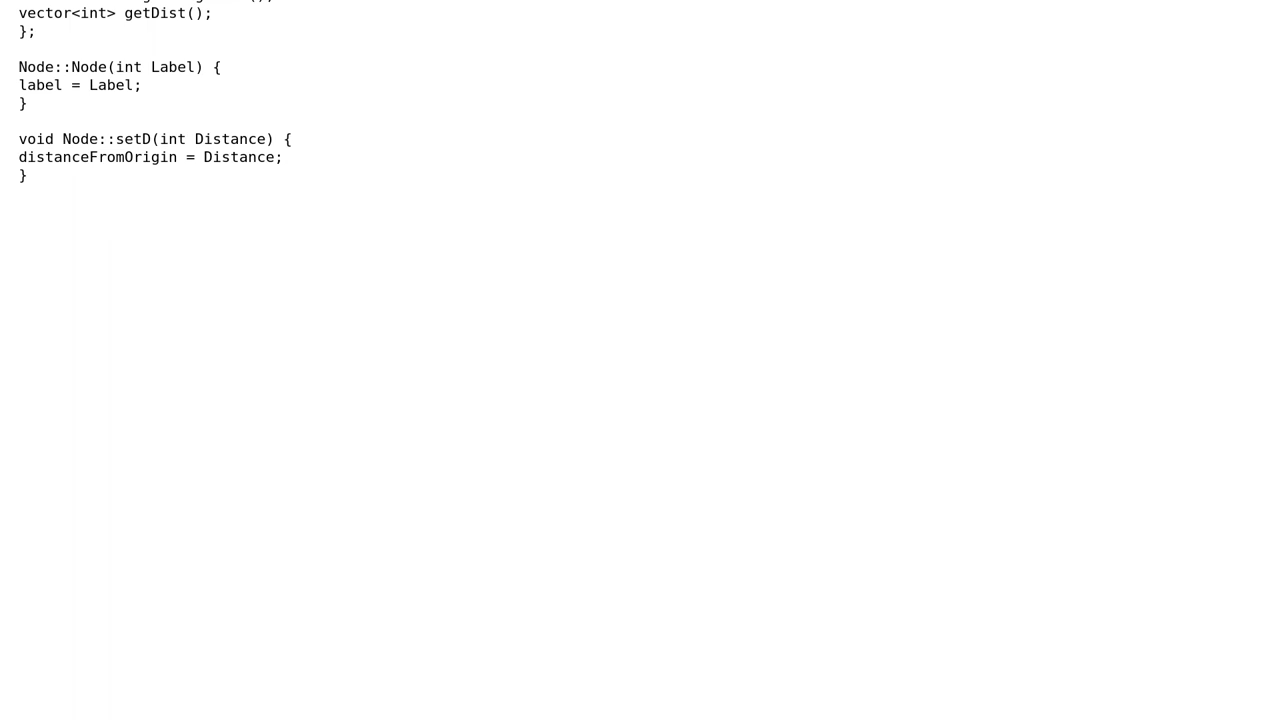 vector<int> getDist();
};

Node::Node(int Label) {
label = Label;
}

void Node::setD(int Distance) {
distanceFromOrigin = Distance;
}